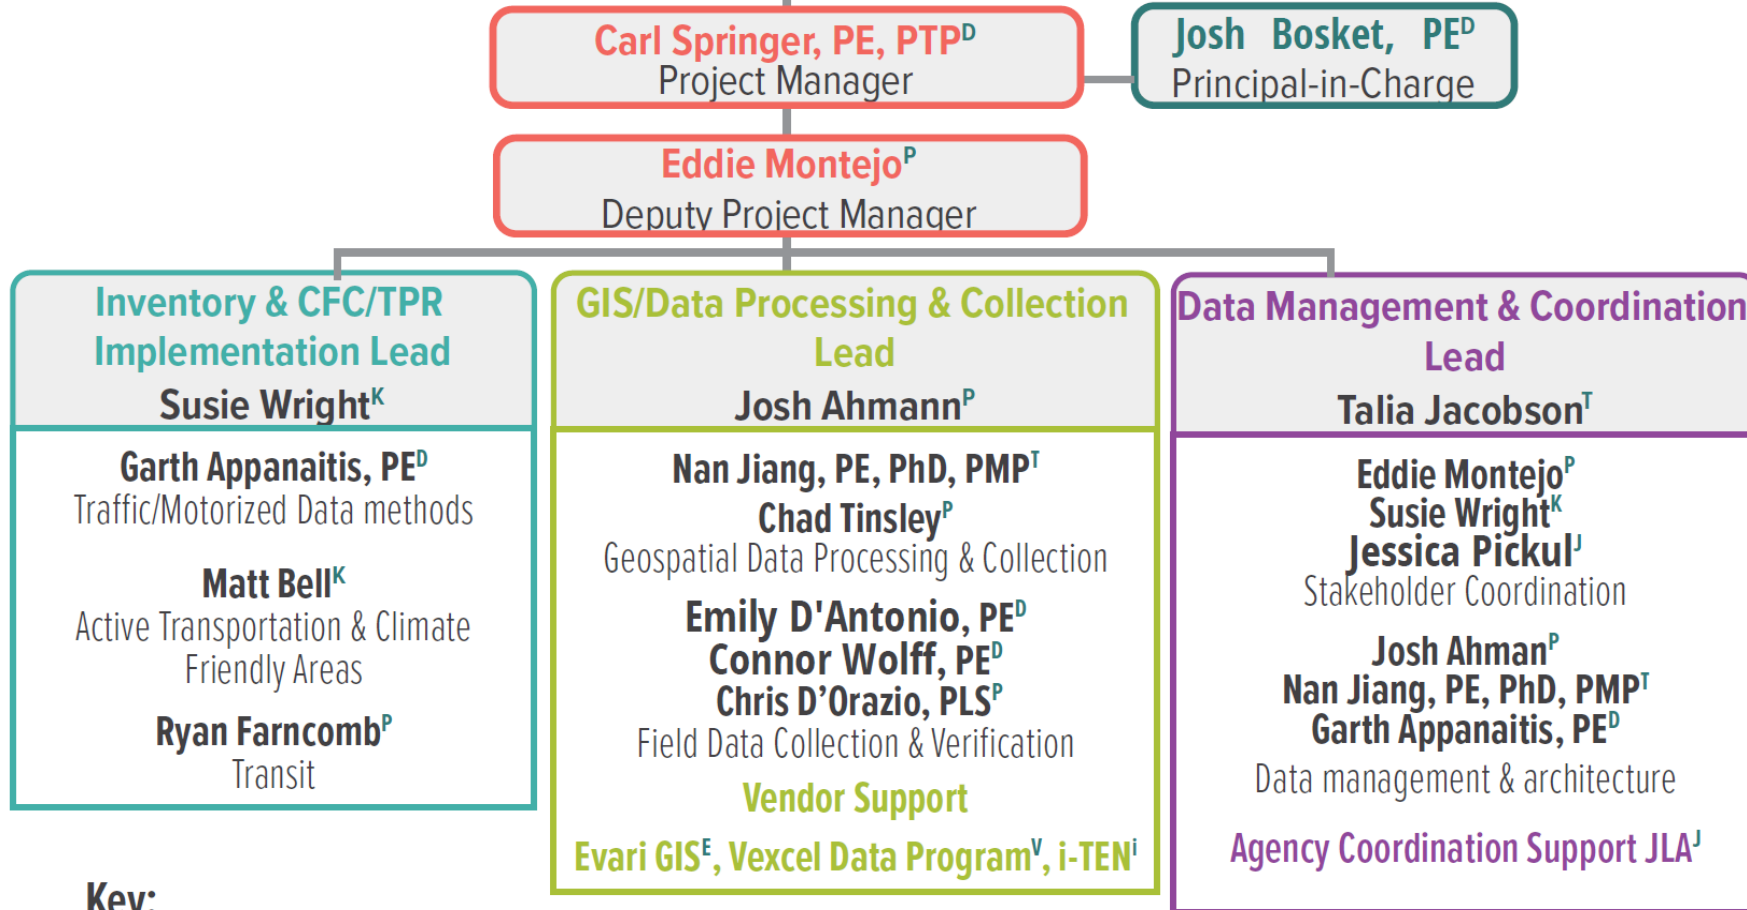 Carl Springer, PE, PTPᴰ
Project Manager
Josh Bosket, PEᴰ
Principal-in-Charge
Eddie Montejoᴾ
Deputy Project Manager
Inventory & CFC/TPR
Implementation Lead
Susie Wrightᴷ
Garth Appanaitis, PEᴰ
Traffic/Motorized Data methods
Matt Bellᴷ
Active Transportation & Climate
Friendly Areas
Ryan Farncombᴾ
Transit
GIS/Data Processing & Collection
Lead
Josh Ahmannᴾ
Nan Jiang, PE, PhD, PMPᵀ
Chad Tinsleyᴾ
Geospatial Data Processing & Collection
Emily D'Antonio, PEᴰ
Connor Wolff, PEᴰ
Chris D’Orazio, PLSᴾ
Field Data Collection & Verification
Vendor Support
Evari GISᴱ, Vexcel Data Programⱽ, i-TENⁱ
Data Management & Coordination
Lead
Talia Jacobsonᵀ
Eddie Montejoᴾ
Susie Wrightᴷ
Jessica Pickulᴶ
Stakeholder Coordination
Josh Ahmanᴾ
Nan Jiang, PE, PhD, PMPᵀ
Garth Appanaitis, PEᴰ
Data management & architecture
Agency Coordination Support JLAᴶ
Key: